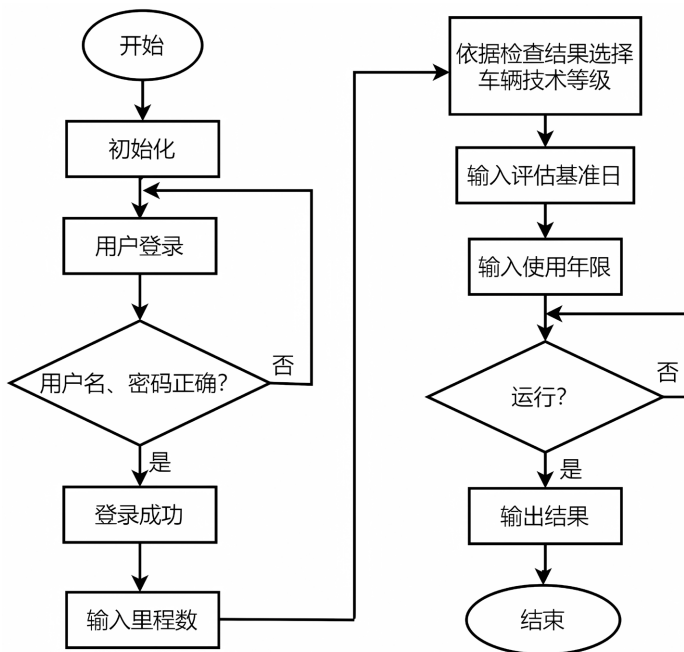 开始
初始化
用户登录
用户名、密码正确?
否
是
登录成功
输入里程数
依据检查结果选择
车辆技术等级
输入评估基准日
输入使用年限
运行?
否
是
输出结果
结束